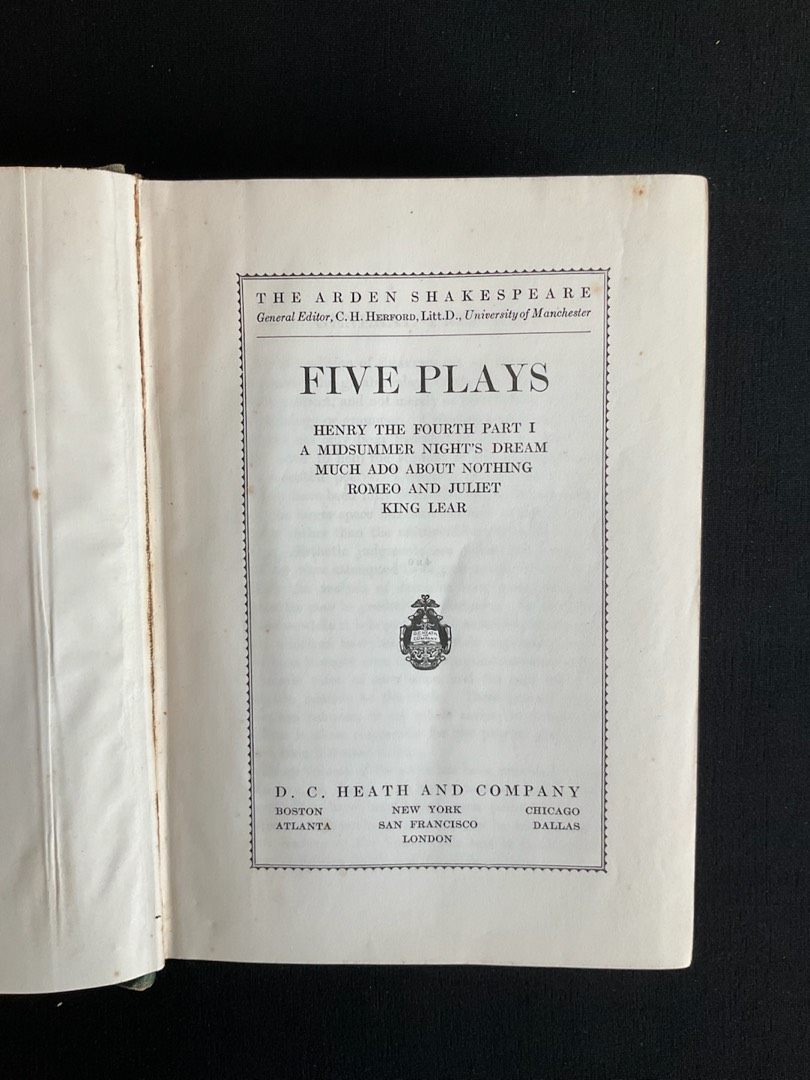 THE ARDEN SHAKESPEARE
General Editor, C. H. HERFORD, Litt.D., University of Manchester
FIVE PLAYS
HENRY THE FOURTH PART I
A MIDSUMMER NIGHT'S DREAM
MUCH ADO ABOUT NOTHING
ROMEO AND JULIET
KING LEAR
D.C. HEATH
COMPANY
D. C. HEATH AND COMPANY
BOSTON NEW YORK CHICAGO
ATLANTA SAN FRANCISCO DALLAS
LONDON